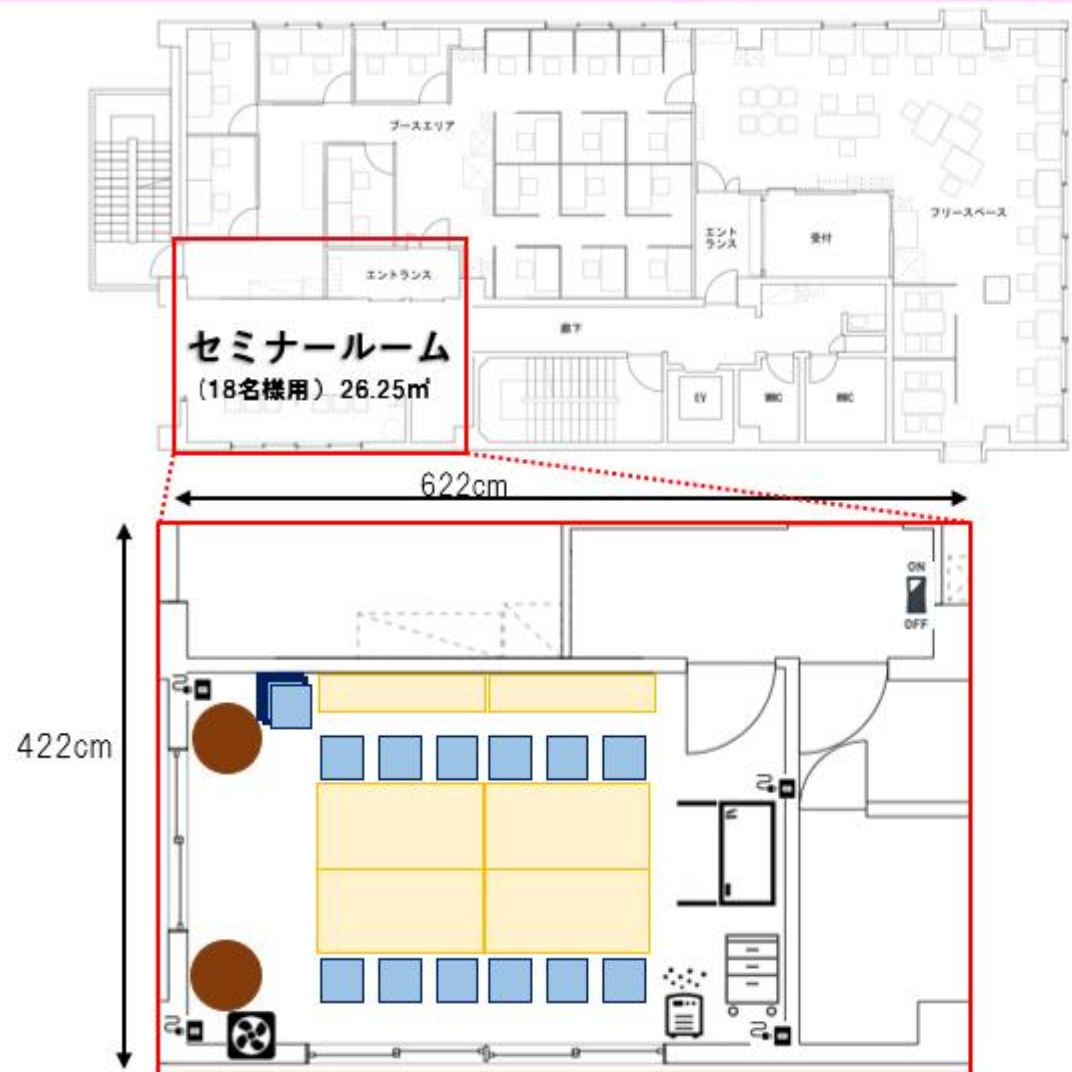 ブースエリア
フリースペース
エント
ランス
受付
エントランス
廊下
セミナールーム
(18名様用) 26.25㎡
EV
WWC
MWC
622cm
422cm
ON
OFF